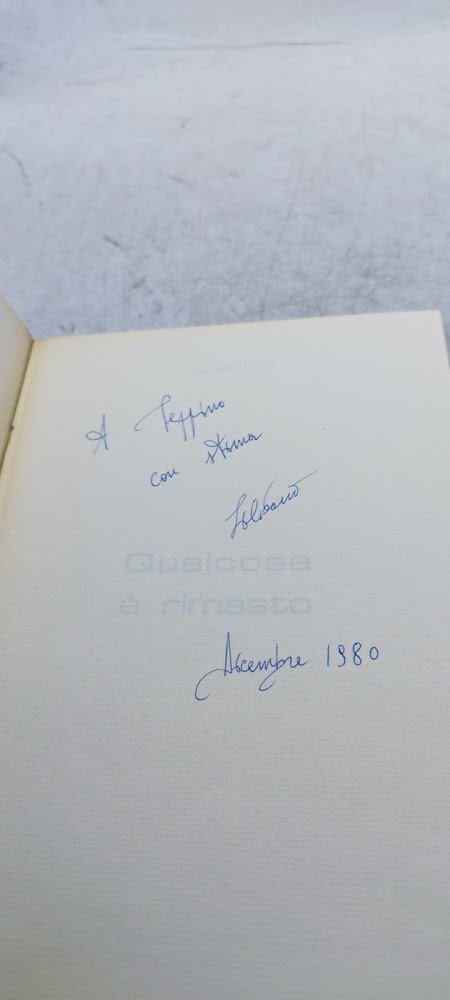 A Peppino
con stima
Qualcosa
è rimasto
Dicembre 1980